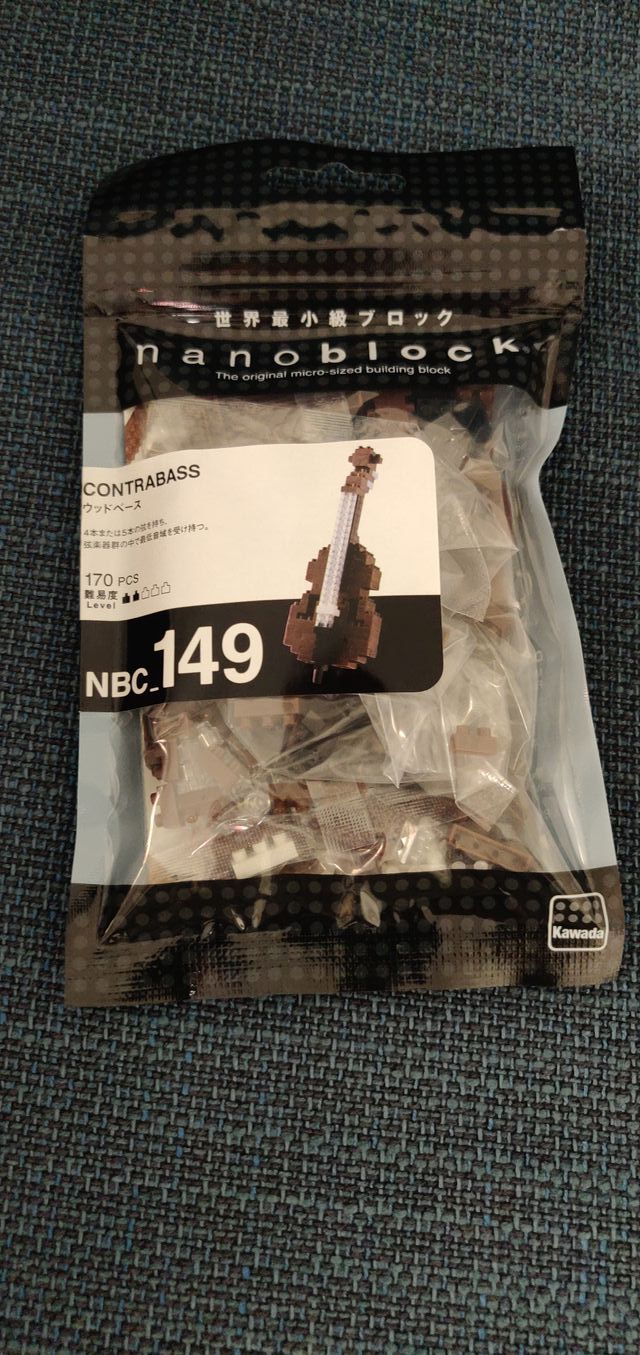 世界最小級ブロック
nanoblock
The original micro-sized building block
CONTRABASS
ウッドベース
4本または5本の弦を持ち、
弦楽器群の中で最低音域を受け持つ。
170 PCS
難易度
Level
NBC_149
Kawada